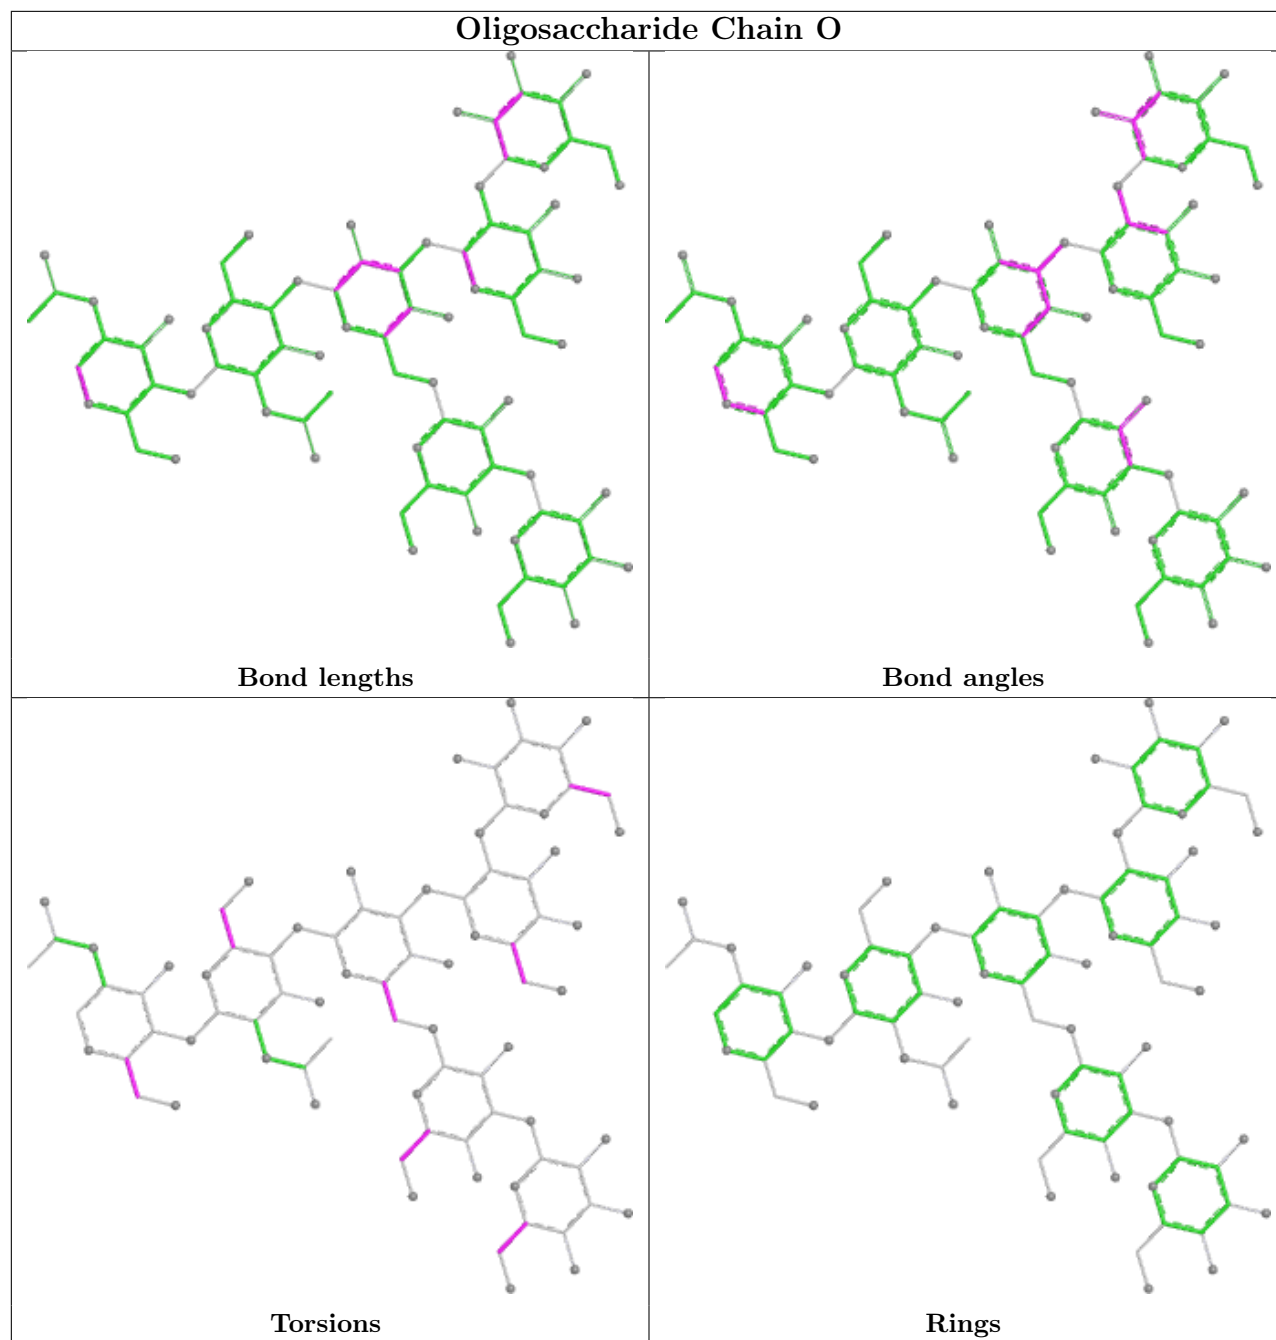 Oligosaccharide Chain O
Bond lengths
Bond angles
Torsions
Rings